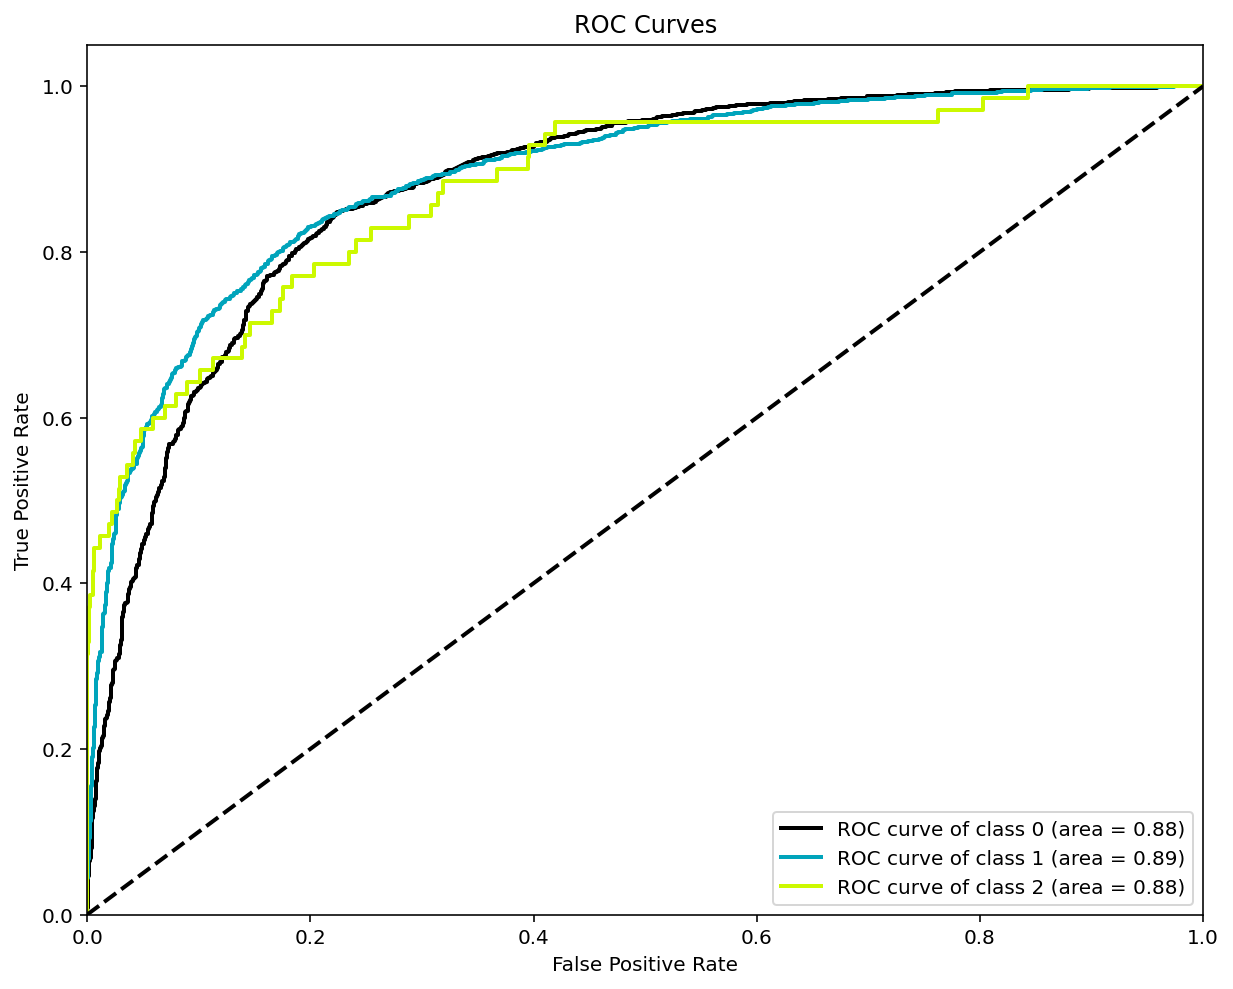 ROC Curves
True Positive Rate
1.0
0.8
0.6
0.4
0.2
0.0
0.0 0.2 0.4 0.6 0.8 1.0
False Positive Rate
ROC curve of class 0 (area = 0.88)
ROC curve of class 1 (area = 0.89)
ROC curve of class 2 (area = 0.88)